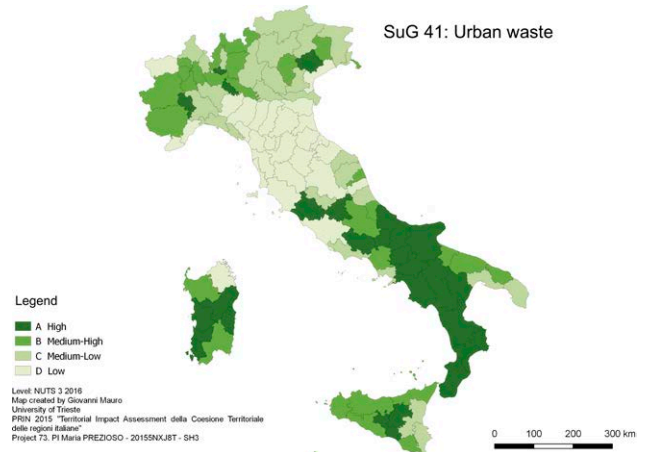 SuG 41: Urban waste
Legend
A High
B Medium-High
C Medium-Low
D Low
Level: NUTS 3 2016
Map created by Giovanni Mauro
University of Trieste
PRIN 2015 "Territorial Impact Assessment della Coesione Territoriale
delle regioni italiane"
Project 73. PI Maria PREZIOSO - 20155NXJ8T - SH3
0 100 200 300 km